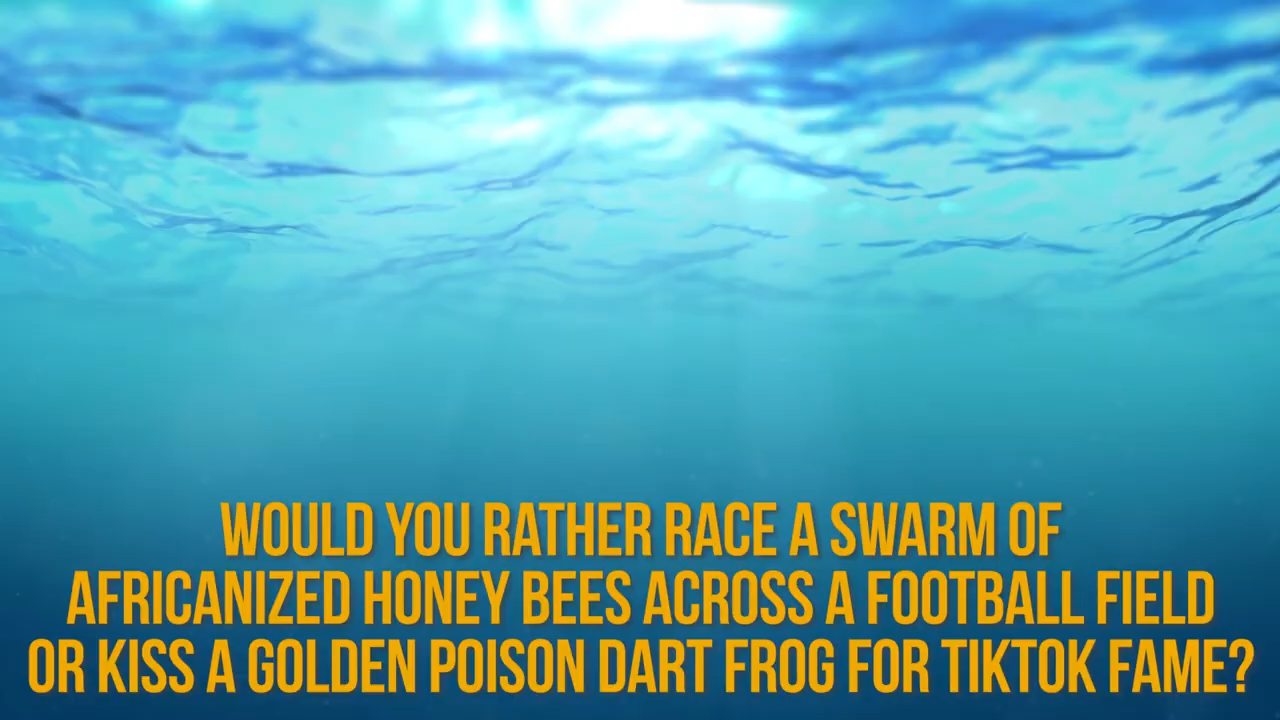 WOULD YOU RATHER RACE A SWARM OF
AFRICANIZED HONEY BEES ACROSS A FOOTBALL FIELD
OR KISS A GOLDEN POISON DART FROG FOR TIKTOK FAME?